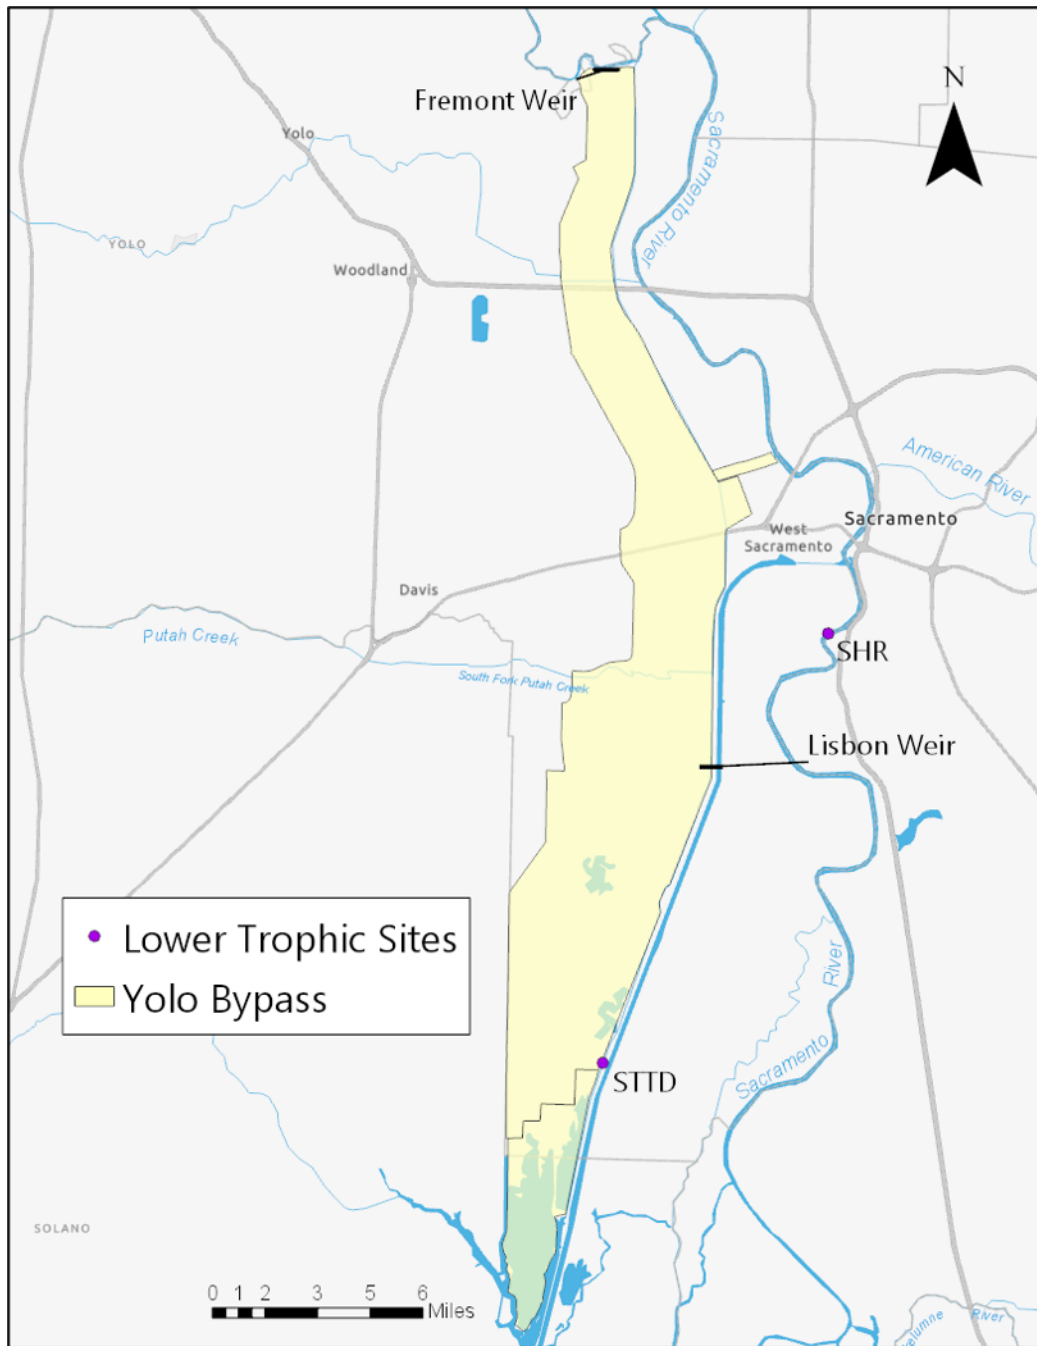 N
Fremont Weir
Sacramento River
Yolo
YOLO
Woodland
American River
Sacramento
West
Sacramento
Davis
Putah Creek
SHR
South Fork Putah Creek
Lisbon Weir
Lower Trophic Sites
Yolo Bypass
River
Sacramento
STTD
SOLANO
0 1 2 3 5 6
Miles
elumne River